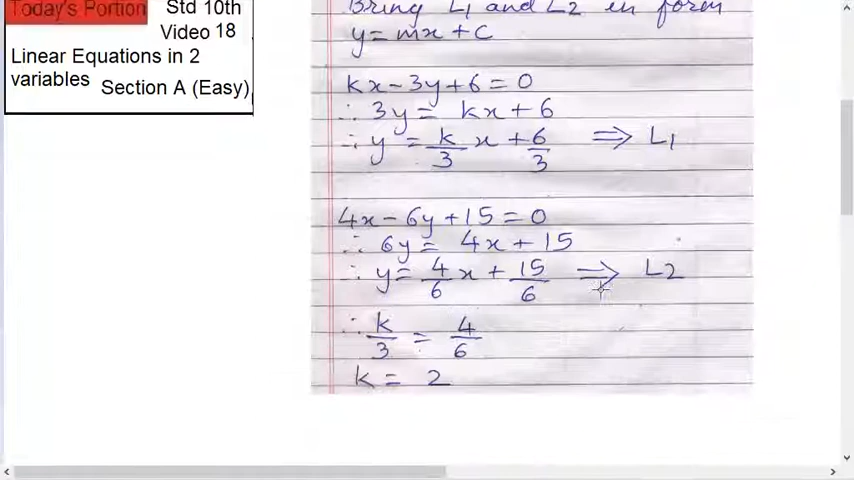 Today's Portion
Std 10th
Video 18
Linear Equations in 2
variables
Section A (Easy)
Bring L1 and L2 in form
y = mx + C
kx - 3y + 6 = 0
∴ 3y = kx + 6
∴ y = k/3 x + 6/3 ⇒ L1
4x - 6y + 15 = 0
∴ 6y = 4x + 15
∴ y = 4/6 x + 15/6 ⇒ L2
∴ k/3 = 4/6
k = 2